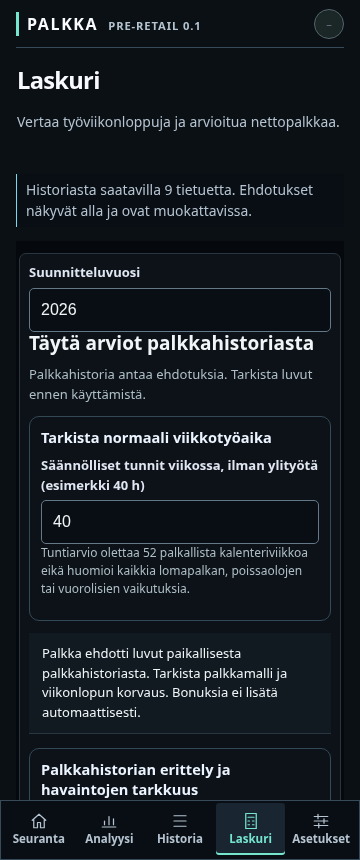 PALKKA PRE-RETAIL 0.1
Laskuri
Vertaa työviikonloppuja ja arvioitua nettopalkkaa.
Historiasta saatavilla 9 tietuetta. Ehdotukset
näkyvät alla ja ovat muokattavissa.
Suunnitteluvuosi
2026
Täytä arviot palkkahistoriasta
Palkkahistoria antaa ehdotuksia. Tarkista luvut
ennen käyttämistä.
Tarkista normaali viikkotyöaika
Säännölliset tunnit viikossa, ilman ylityötä
(esimerkki 40 h)
40
Tuntiarvio olettaa 52 palkallista kalenteriviikkoa
eikä huomioi kaikkia lomapalkan, poissaolojen
tai vuorolisien vaikutuksia.
Palkka ehdotti luvut paikallisesta
palkkahistoriasta. Tarkista palkkamalli ja
viikonlopun korvaus. Bonuksia ei lisätä
automaattisesti.
Palkkahistorian erittely ja
havaintojen tarkkuus
Seuranta Analyysi Historia Laskuri Asetukset